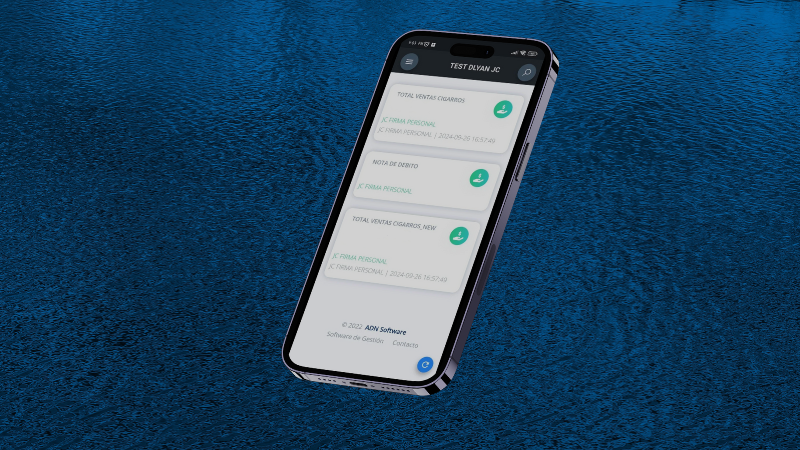 TEST DLYAN JC
TOTAL VENTAS CIGARROS
JC FIRMA PERSONAL
JC FIRMA PERSONAL | 2024-09-26 16:57:49
NOTA DE DEBITO
JC FIRMA PERSONAL
TOTAL VENTAS CIGARROS_NEW
JC FIRMA PERSONAL
JC FIRMA PERSONAL | 2024-09-26 16:57:49
© 2022 ADN Software
Software de Gestión Contacto